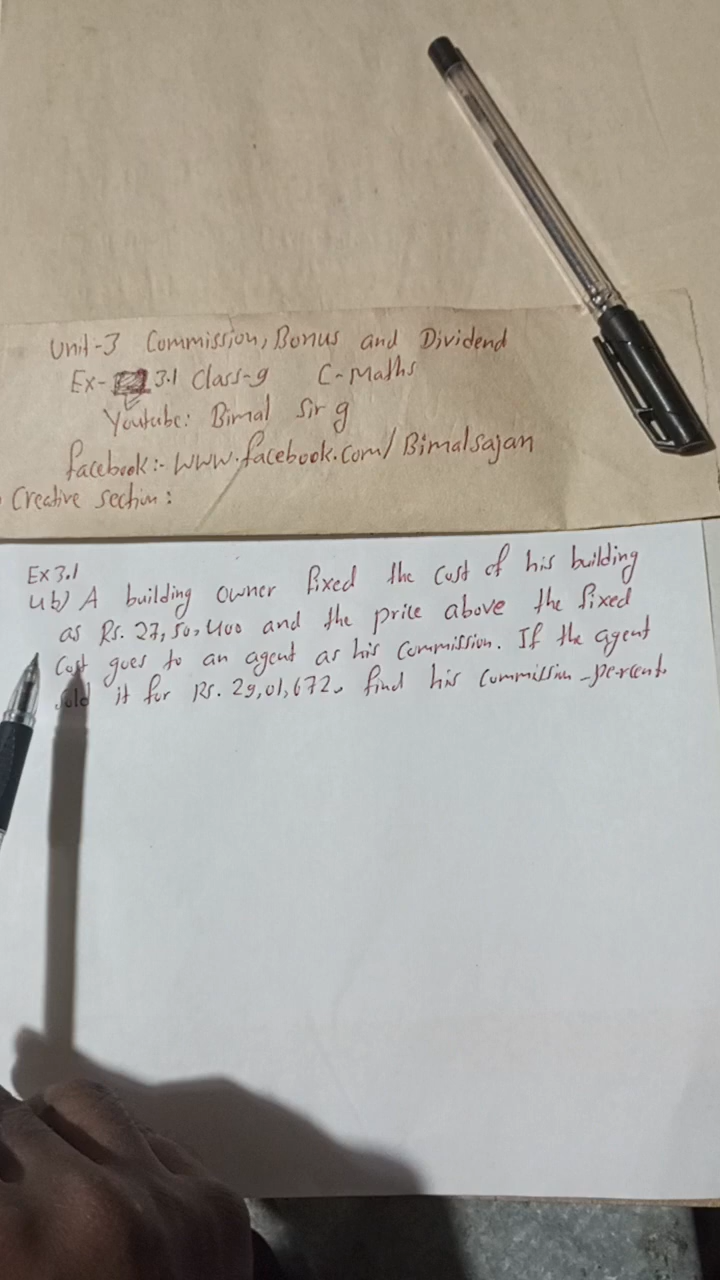 Unit-3 Commission, Bonus and Dividend
Ex- 3.1 Class-9 C-Maths
Youtube: Bimal Sir g
facebook:- www.facebook.com/Bimalsajan
Creative section:
Ex 3.1
4b) A building owner fixed the cost of his building
as Rs. 27,50,400 and the price above the fixed
cost goes to an agent as his commission. If the agent
sold it for Rs. 29,01,672. find his commission-percent.